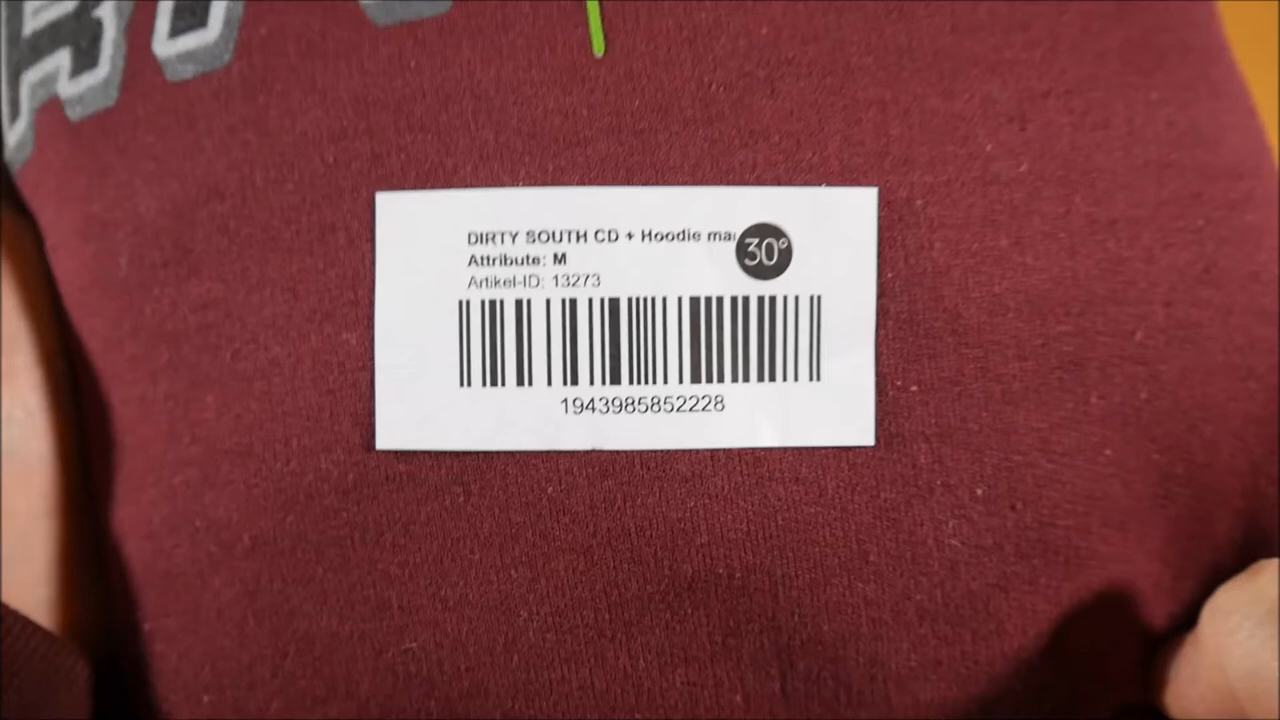 DIRTY SOUTH CD + Hoodie
30°
Attribute: M
Artikel-ID: 13273
1943985852228